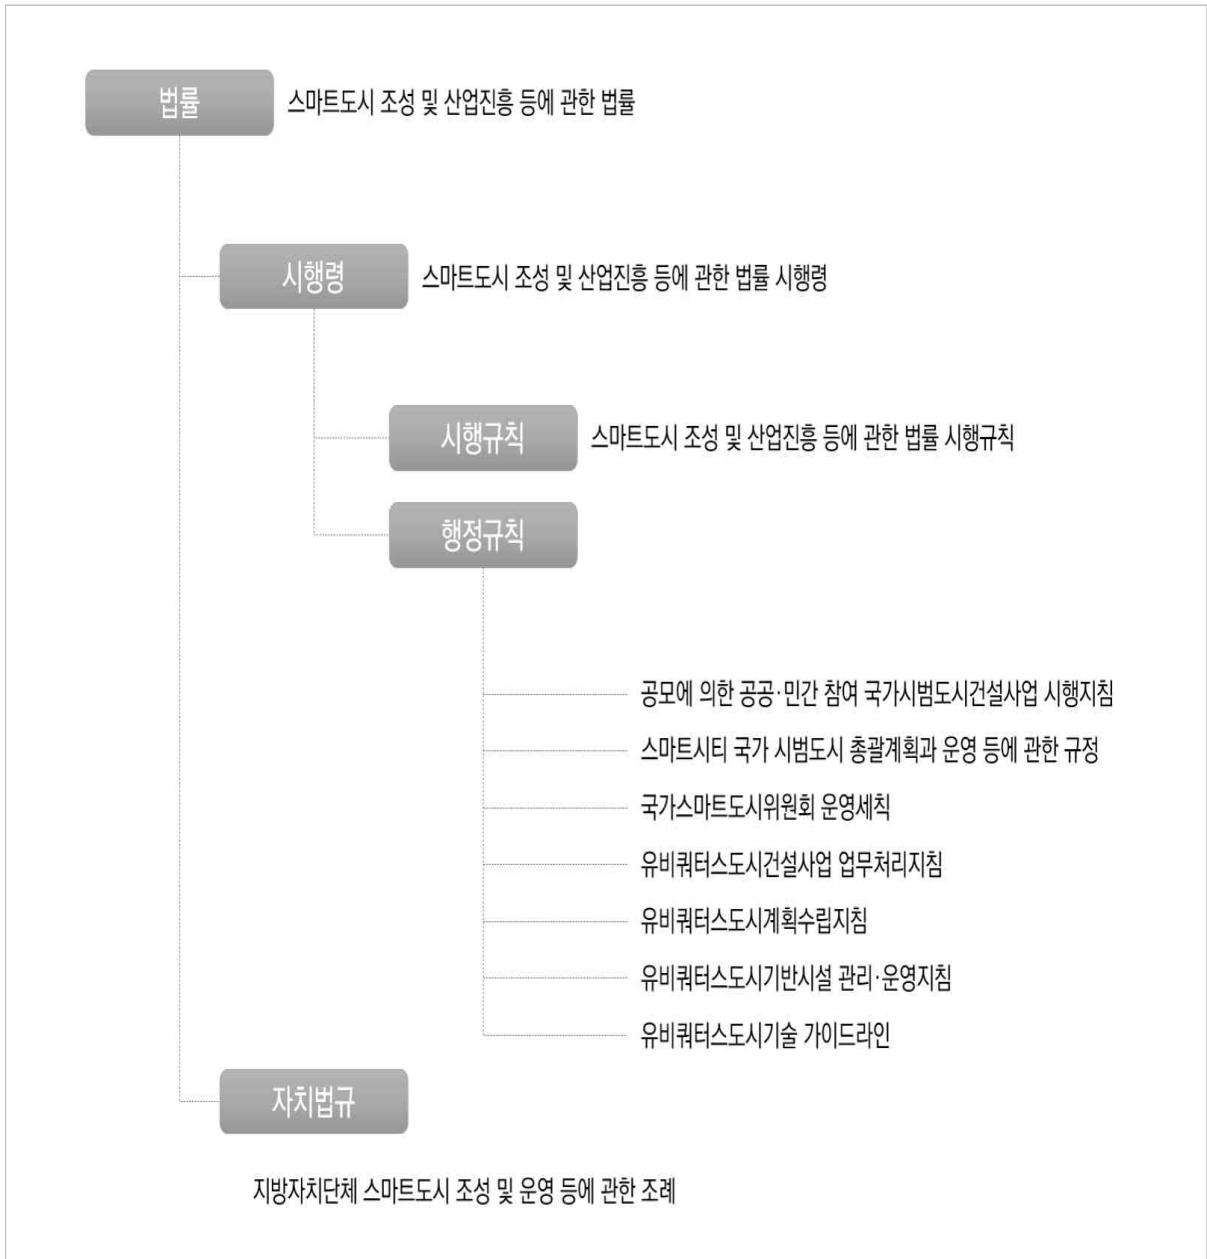 법률
스마트도시 조성 및 산업진흥 등에 관한 법률
시행령
스마트도시 조성 및 산업진흥 등에 관한 법률 시행령
시행규칙
스마트도시 조성 및 산업진흥 등에 관한 법률 시행규칙
행정규칙
공모에 의한 공공·민간 참여 국가시범도시건설사업 시행지침
스마트시티 국가 시범도시 총괄계획과 운영 등에 관한 규정
국가스마트도시위원회 운영세칙
유비쿼터스도시건설사업 업무처리지침
유비쿼터스도시계획수립지침
유비쿼터스도시기반시설 관리·운영지침
유비쿼터스도시기술 가이드라인
자치법규
지방자치단체 스마트도시 조성 및 운영 등에 관한 조례